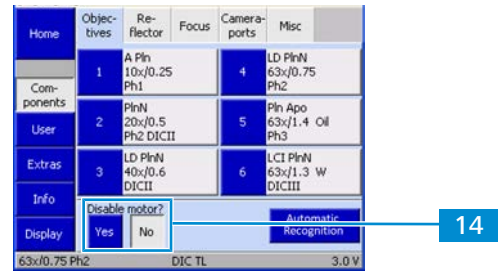 Home
Objec-
tives
Re-
flector
Focus
Camera-
ports
Misc
Com-
ponents
User
Extras
Info
Display
1
A Pln
10x/0.25
Ph1
4
LD PlnN
63x/0.75
Ph2
2
PlnN
20x/0.5
Ph2 DICII
5
Pln Apo
63x/1.4 Oil
Ph3
3
LD PlnN
40x/0.6
DICII
6
LCI PlnN
63x/1.3 W
DICIII
Disable motor?
Yes
No
Automatic
Recognition
14
63x/0.75 Ph2 DIC TL 3.0 V